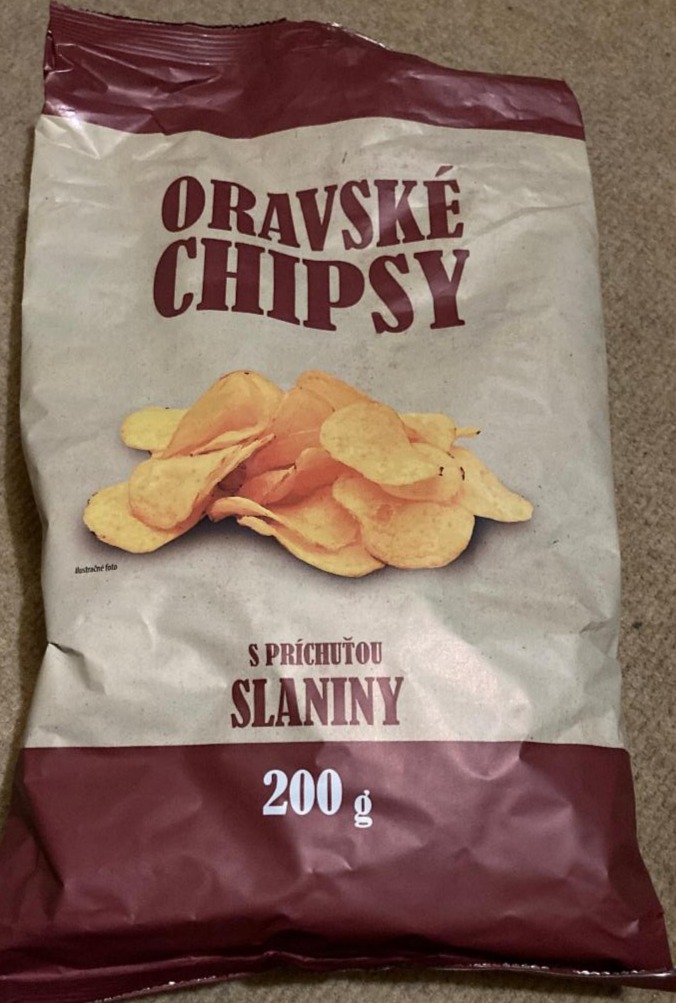 ORAVSKÉ
CHIPSY
Ilustračné foto
S PRÍCHUŤOU
SLANINY
200 g